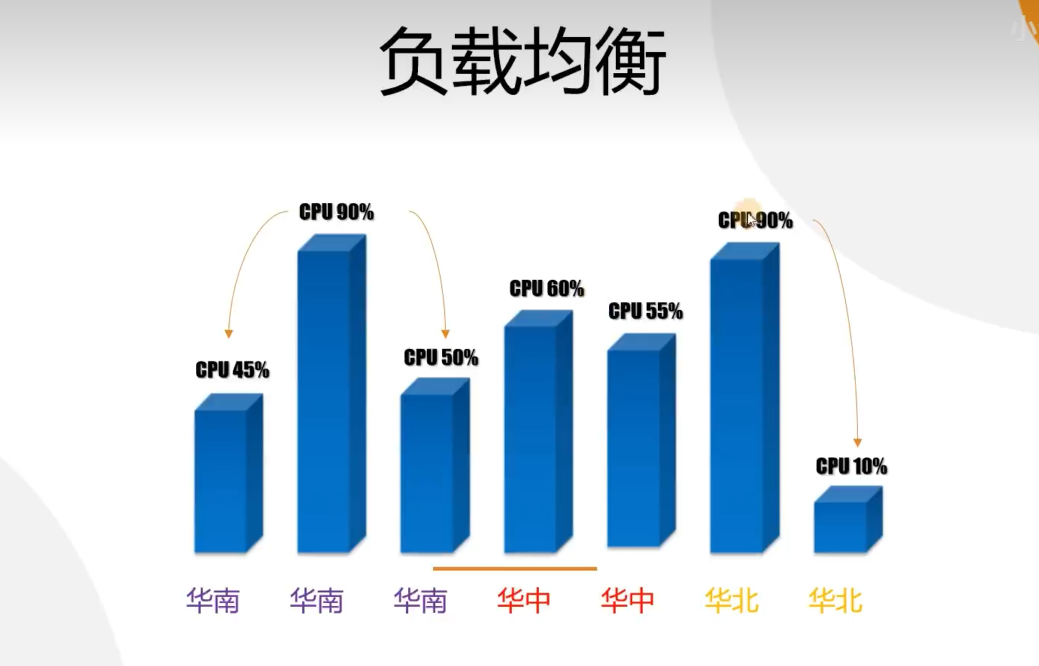 小
负载均衡
CPU 90%
CPU 90%
CPU 60%
CPU 55%
CPU 50%
CPU 45%
CPU 10%
华南 华南 华南 华中 华中 华北 华北